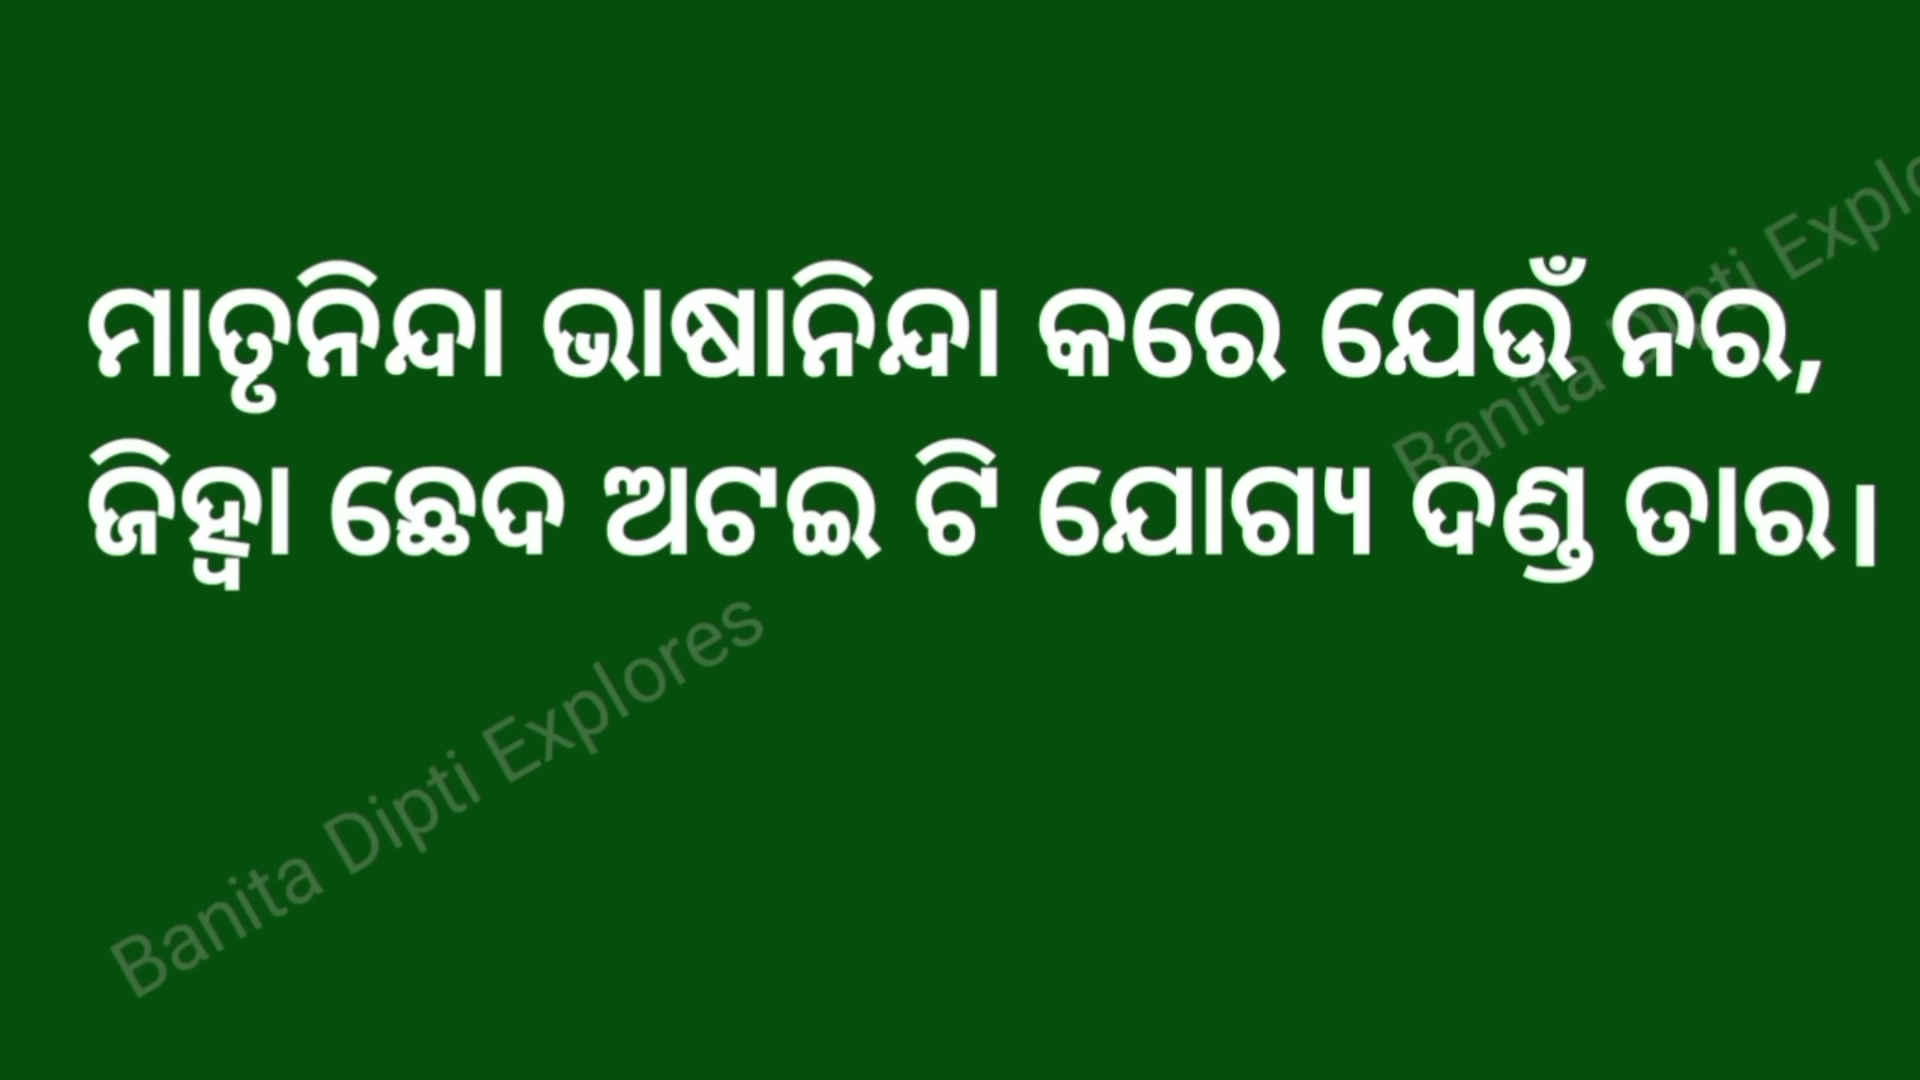 ମାତୃନିନ୍ଦା ଭାଷାନିନ୍ଦା କରେ ଯେଉଁ ନର,
ଜିହ୍ୱା ଛେଦ ଅଟଇ ଟି ଯୋଗ୍ୟ ଦଣ୍ଡ ତାର।
Banita Dipti Explo
Banita Dipti Explores